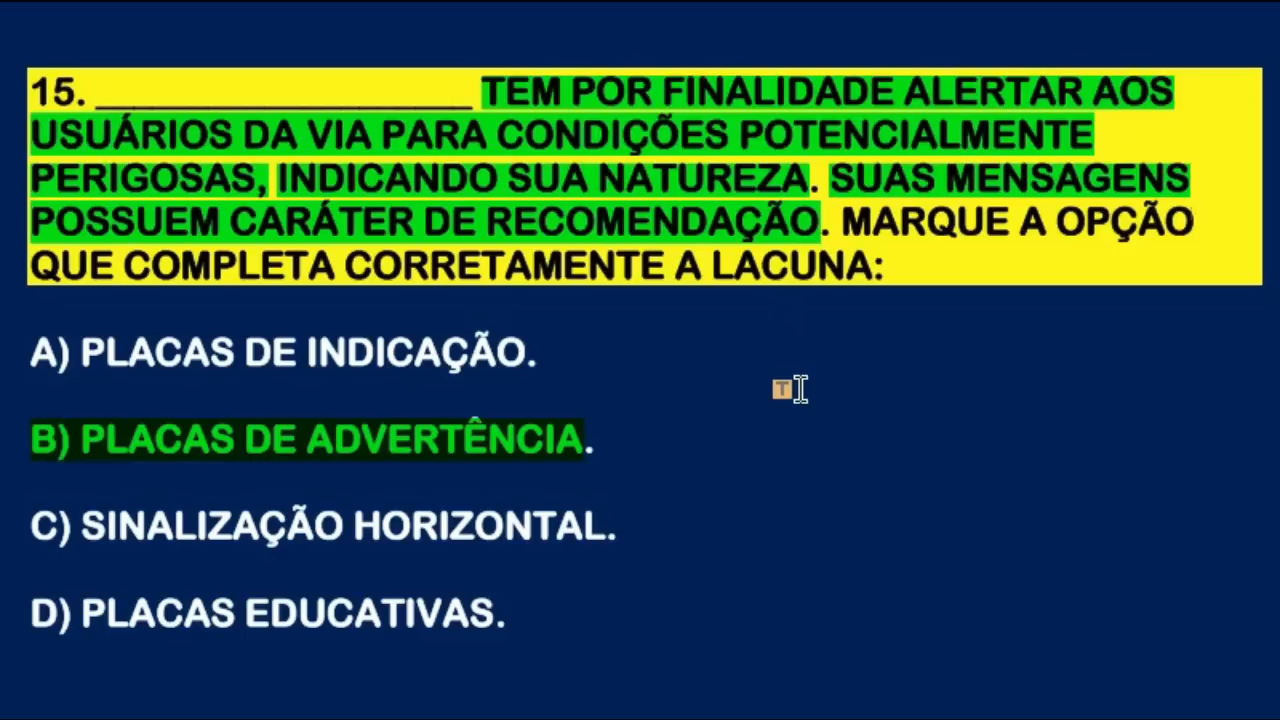 15. ____________________ TEM POR FINALIDADE ALERTAR AOS
USUÁRIOS DA VIA PARA CONDIÇÕES POTENCIALMENTE
PERIGOSAS, INDICANDO SUA NATUREZA. SUAS MENSAGENS
POSSUEM CARÁTER DE RECOMENDAÇÃO. MARQUE A OPÇÃO
QUE COMPLETA CORRETAMENTE A LACUNA:
A) PLACAS DE INDICAÇÃO.
T
B) PLACAS DE ADVERTÊNCIA.
C) SINALIZAÇÃO HORIZONTAL.
D) PLACAS EDUCATIVAS.